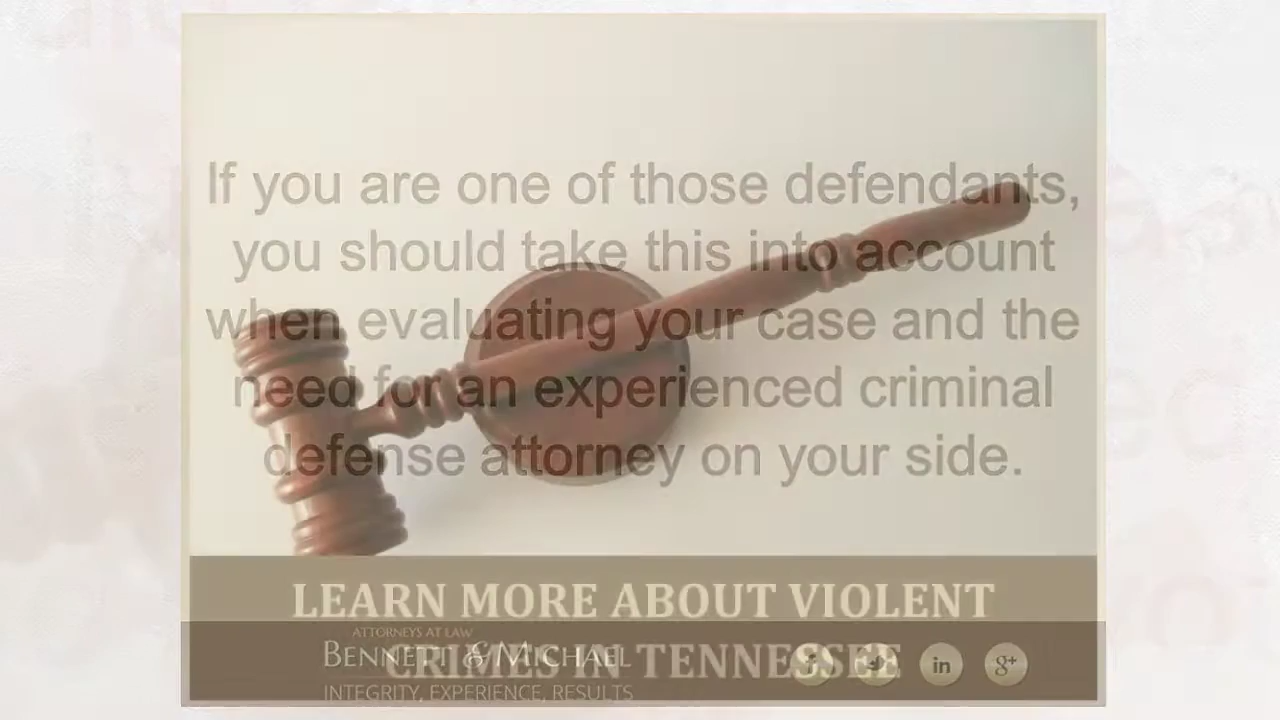 If you are one of those defendants,
you should take this into account
when evaluating your case and the
need for an experienced criminal
defense attorney on your side.
LEARN MORE ABOUT VIOLENT
CRIMES IN TENNESSEE
ATTORNEYS AT LAW
BENNETT & MICHAEL
INTEGRITY, EXPERIENCE, RESULTS
f
in
g+